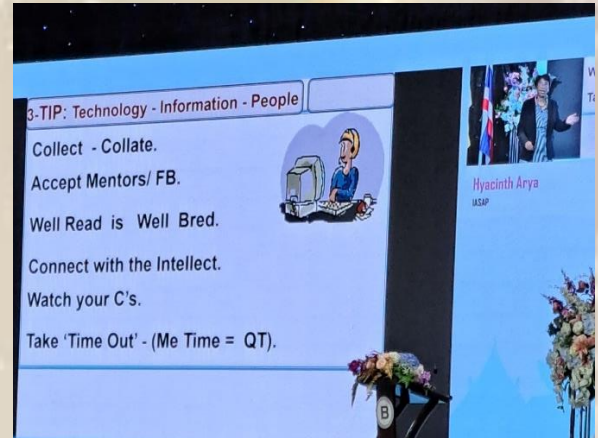 3-TIP: Technology - Information - People
Collect - Collate.
Accept Mentors/ FB.
Well Read is Well Bred.
Connect with the Intellect.
Watch your C's.
Take 'Time Out' - (Me Time = QT).
Hyacinth Arya
IASAP
W
Ta
B